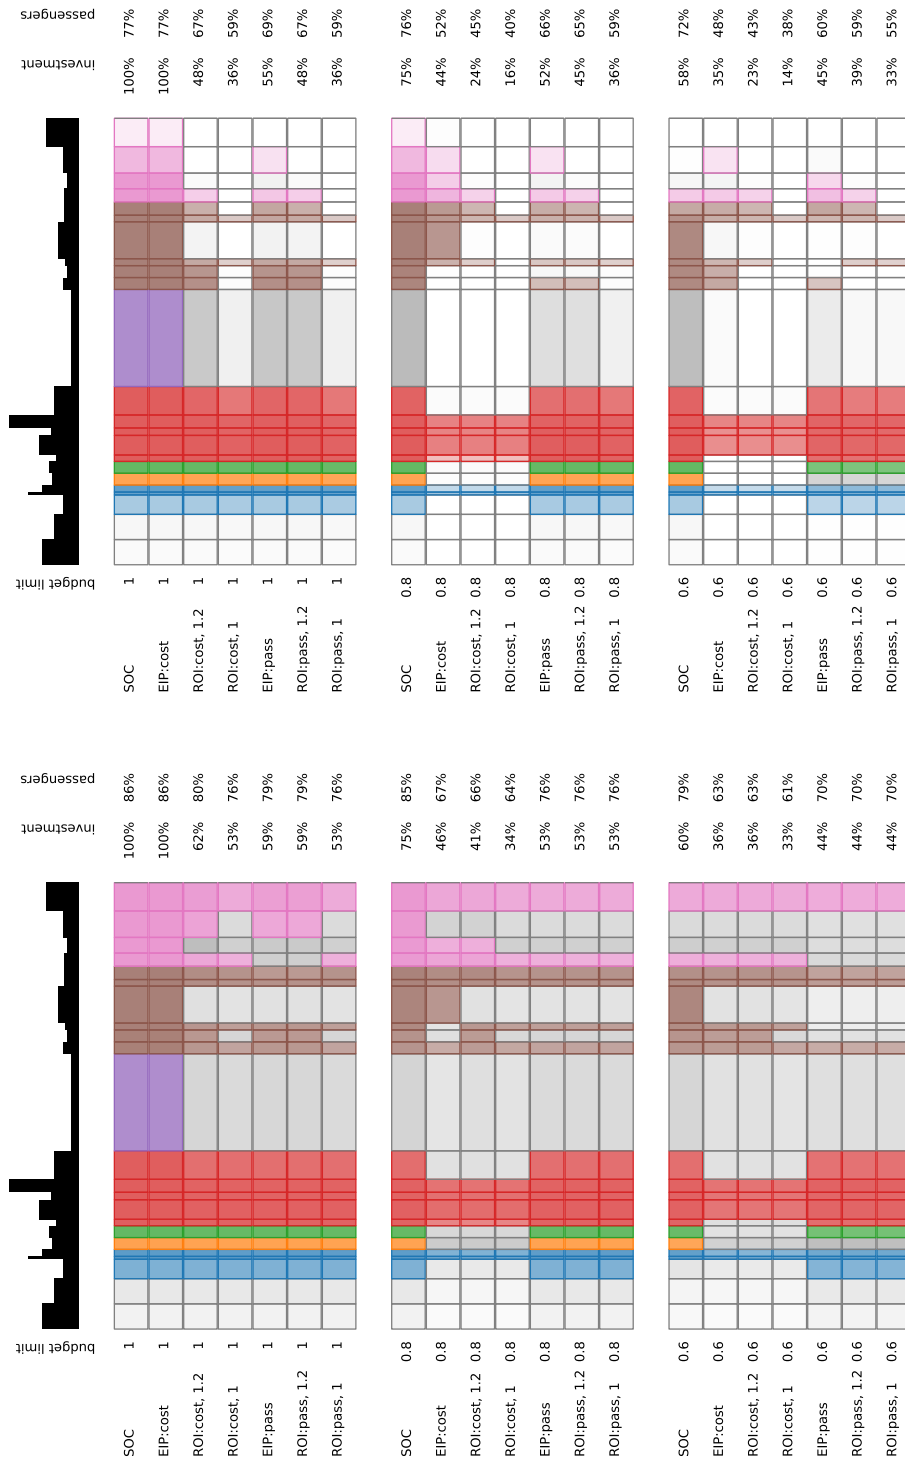 budget limit investment passengers
SOC 1 100% 86%
EIP:cost 1 100% 86%
ROI:cost, 1.2 1 62% 80%
ROI:cost, 1 1 53% 76%
EIP:pass 1 59% 79%
ROI:pass, 1.2 1 59% 79%
ROI:pass, 1 1 53% 76%
SOC 0.8 75% 85%
EIP:cost 0.8 46% 67%
ROI:cost, 1.2 0.8 41% 66%
ROI:cost, 1 0.8 34% 64%
EIP:pass 0.8 53% 76%
ROI:pass, 1.2 0.8 53% 76%
ROI:pass, 1 0.8 53% 76%
SOC 0.6 60% 79%
EIP:cost 0.6 36% 63%
ROI:cost, 1.2 0.6 36% 63%
ROI:cost, 1 0.6 33% 61%
EIP:pass 0.6 44% 70%
ROI:pass, 1.2 0.6 44% 70%
ROI:pass, 1 0.6 44% 70%
budget limit investment passengers
SOC 1 100% 77%
EIP:cost 1 100% 77%
ROI:cost, 1.2 1 48% 67%
ROI:cost, 1 1 36% 59%
EIP:pass 1 55% 69%
ROI:pass, 1.2 1 48% 67%
ROI:pass, 1 1 36% 59%
SOC 0.8 75% 76%
EIP:cost 0.8 44% 52%
ROI:cost, 1.2 0.8 24% 45%
ROI:cost, 1 0.8 16% 40%
EIP:pass 0.8 52% 66%
ROI:pass, 1.2 0.8 45% 65%
ROI:pass, 1 0.8 36% 59%
SOC 0.6 58% 72%
EIP:cost 0.6 35% 48%
ROI:cost, 1.2 0.6 23% 43%
ROI:cost, 1 0.6 14% 38%
EIP:pass 0.6 45% 60%
ROI:pass, 1.2 0.6 39% 59%
ROI:pass, 1 0.6 33% 55%